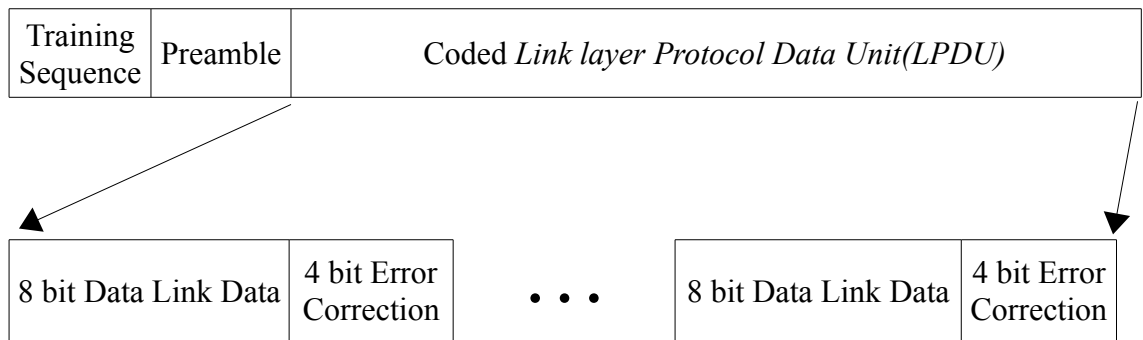 Training
Sequence
Preamble
Coded Link layer Protocol Data Unit(LPDU)
8 bit Data Link Data
4 bit Error
Correction
• • •
8 bit Data Link Data
4 bit Error
Correction